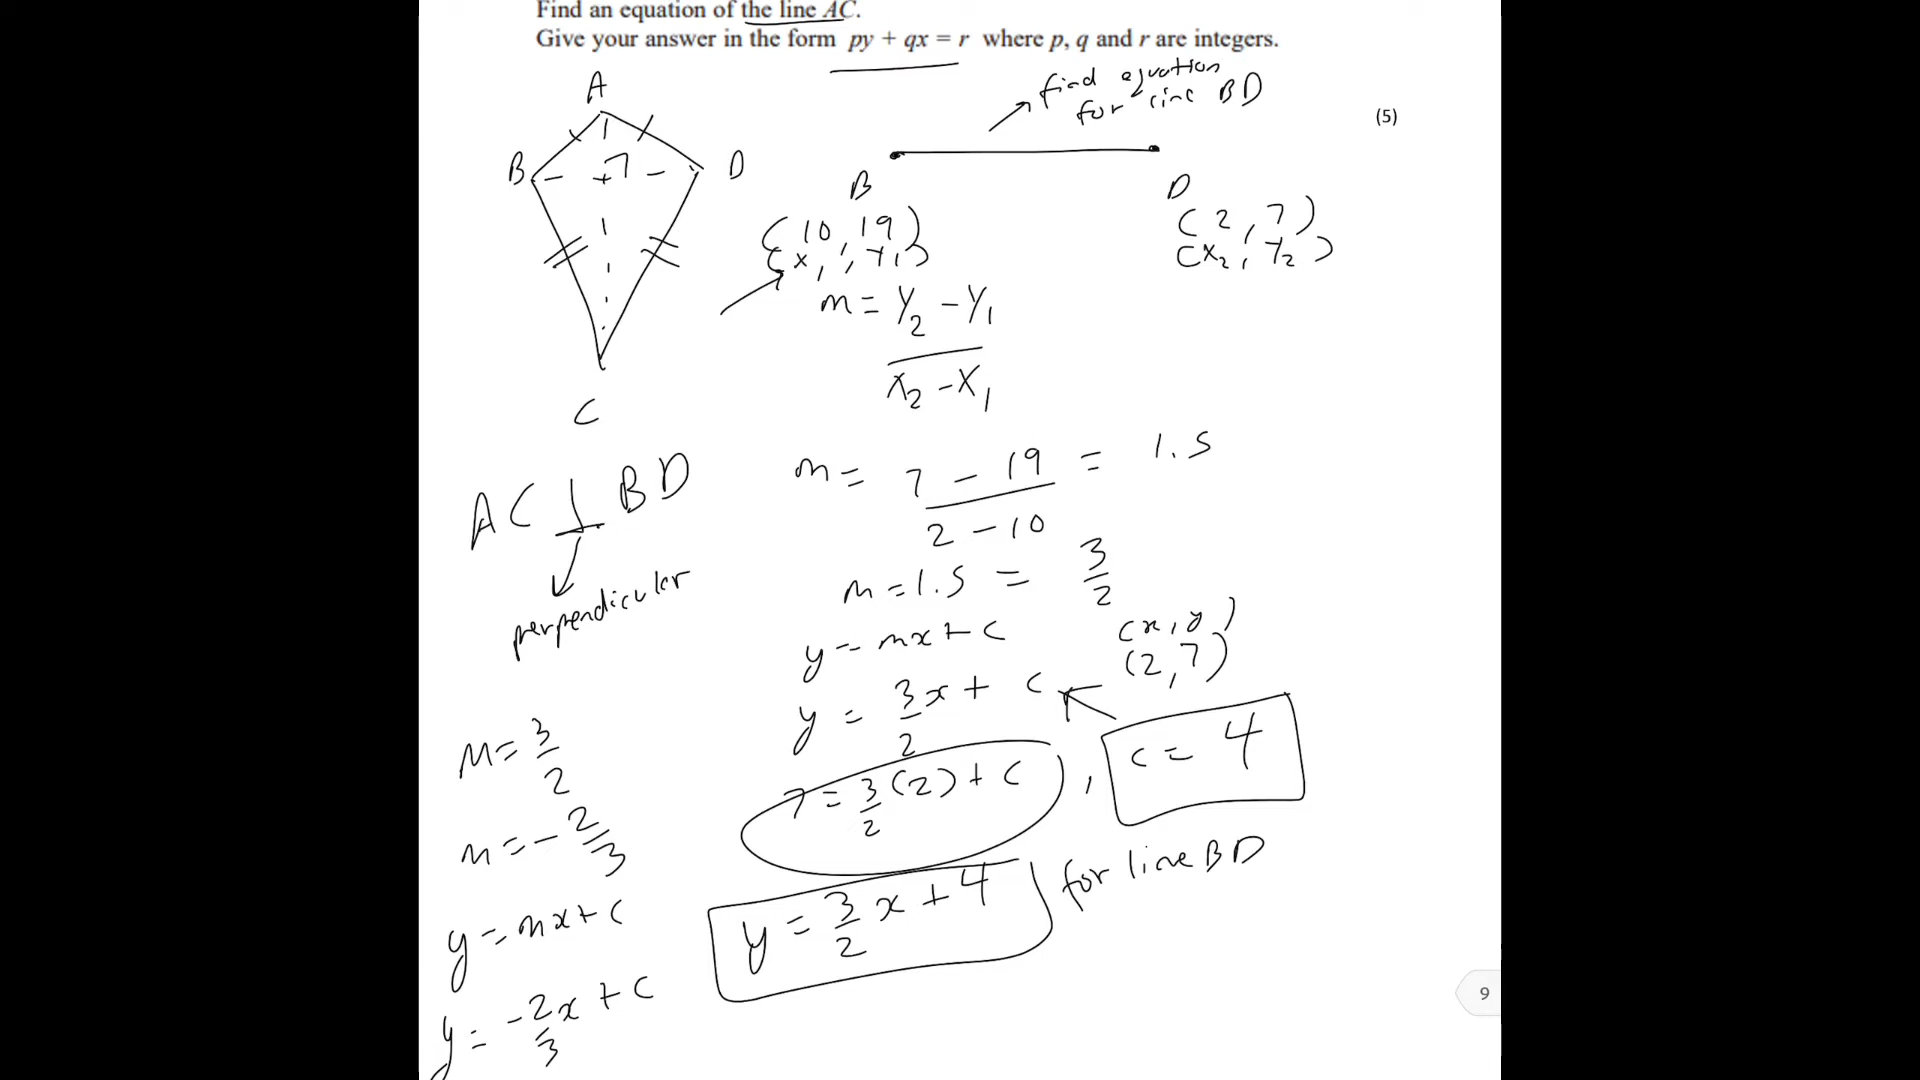 Find an equation of the line AC.
Give your answer in the form py + qx = r where p, q and r are integers.
(5)
A
B
D
C
find equation
for line BD
B
D
(10, 19)
(x₁, y₁)
(2, 7)
(x₂, y₂)
m = y₂ - y₁
x₂ - x₁
m = 7 - 19 = 1.5
2 - 10
m = 1.5 = 3/2
y = mx + c
(x, y)
(2, 7)
y = 3/2 x + c
7 = 3/2 (2) + c , c = 4
y = 3/2 x + 4 for line BD
AC ⊥ BD
perpendicular
M = 3/2
m = - 2/3
y = mx + c
y = -2/3 x + c
9